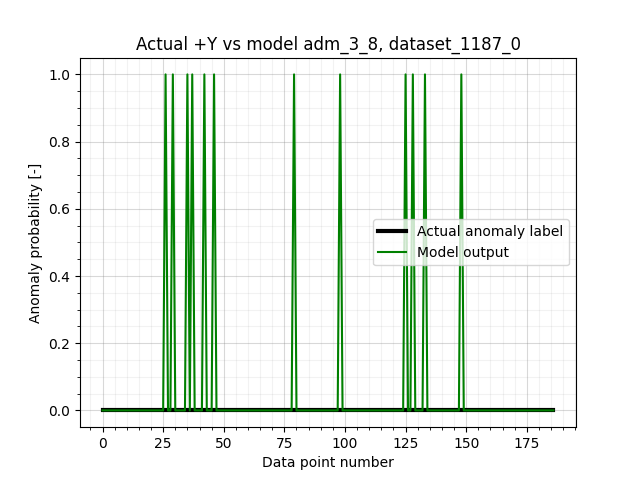 Actual +Y vs model adm_3_8, dataset_1187_0
1.0
0.8
0.6
0.4
0.2
0.0
Anomaly probability [-]
Actual anomaly label
Model output
0 25 50 75 100 125 150 175
Data point number